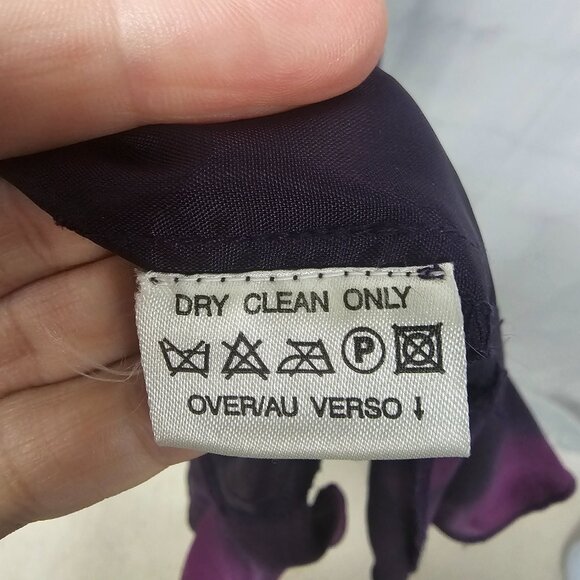 DRY CLEAN ONLY
P
OVER/AU VERSO ↓